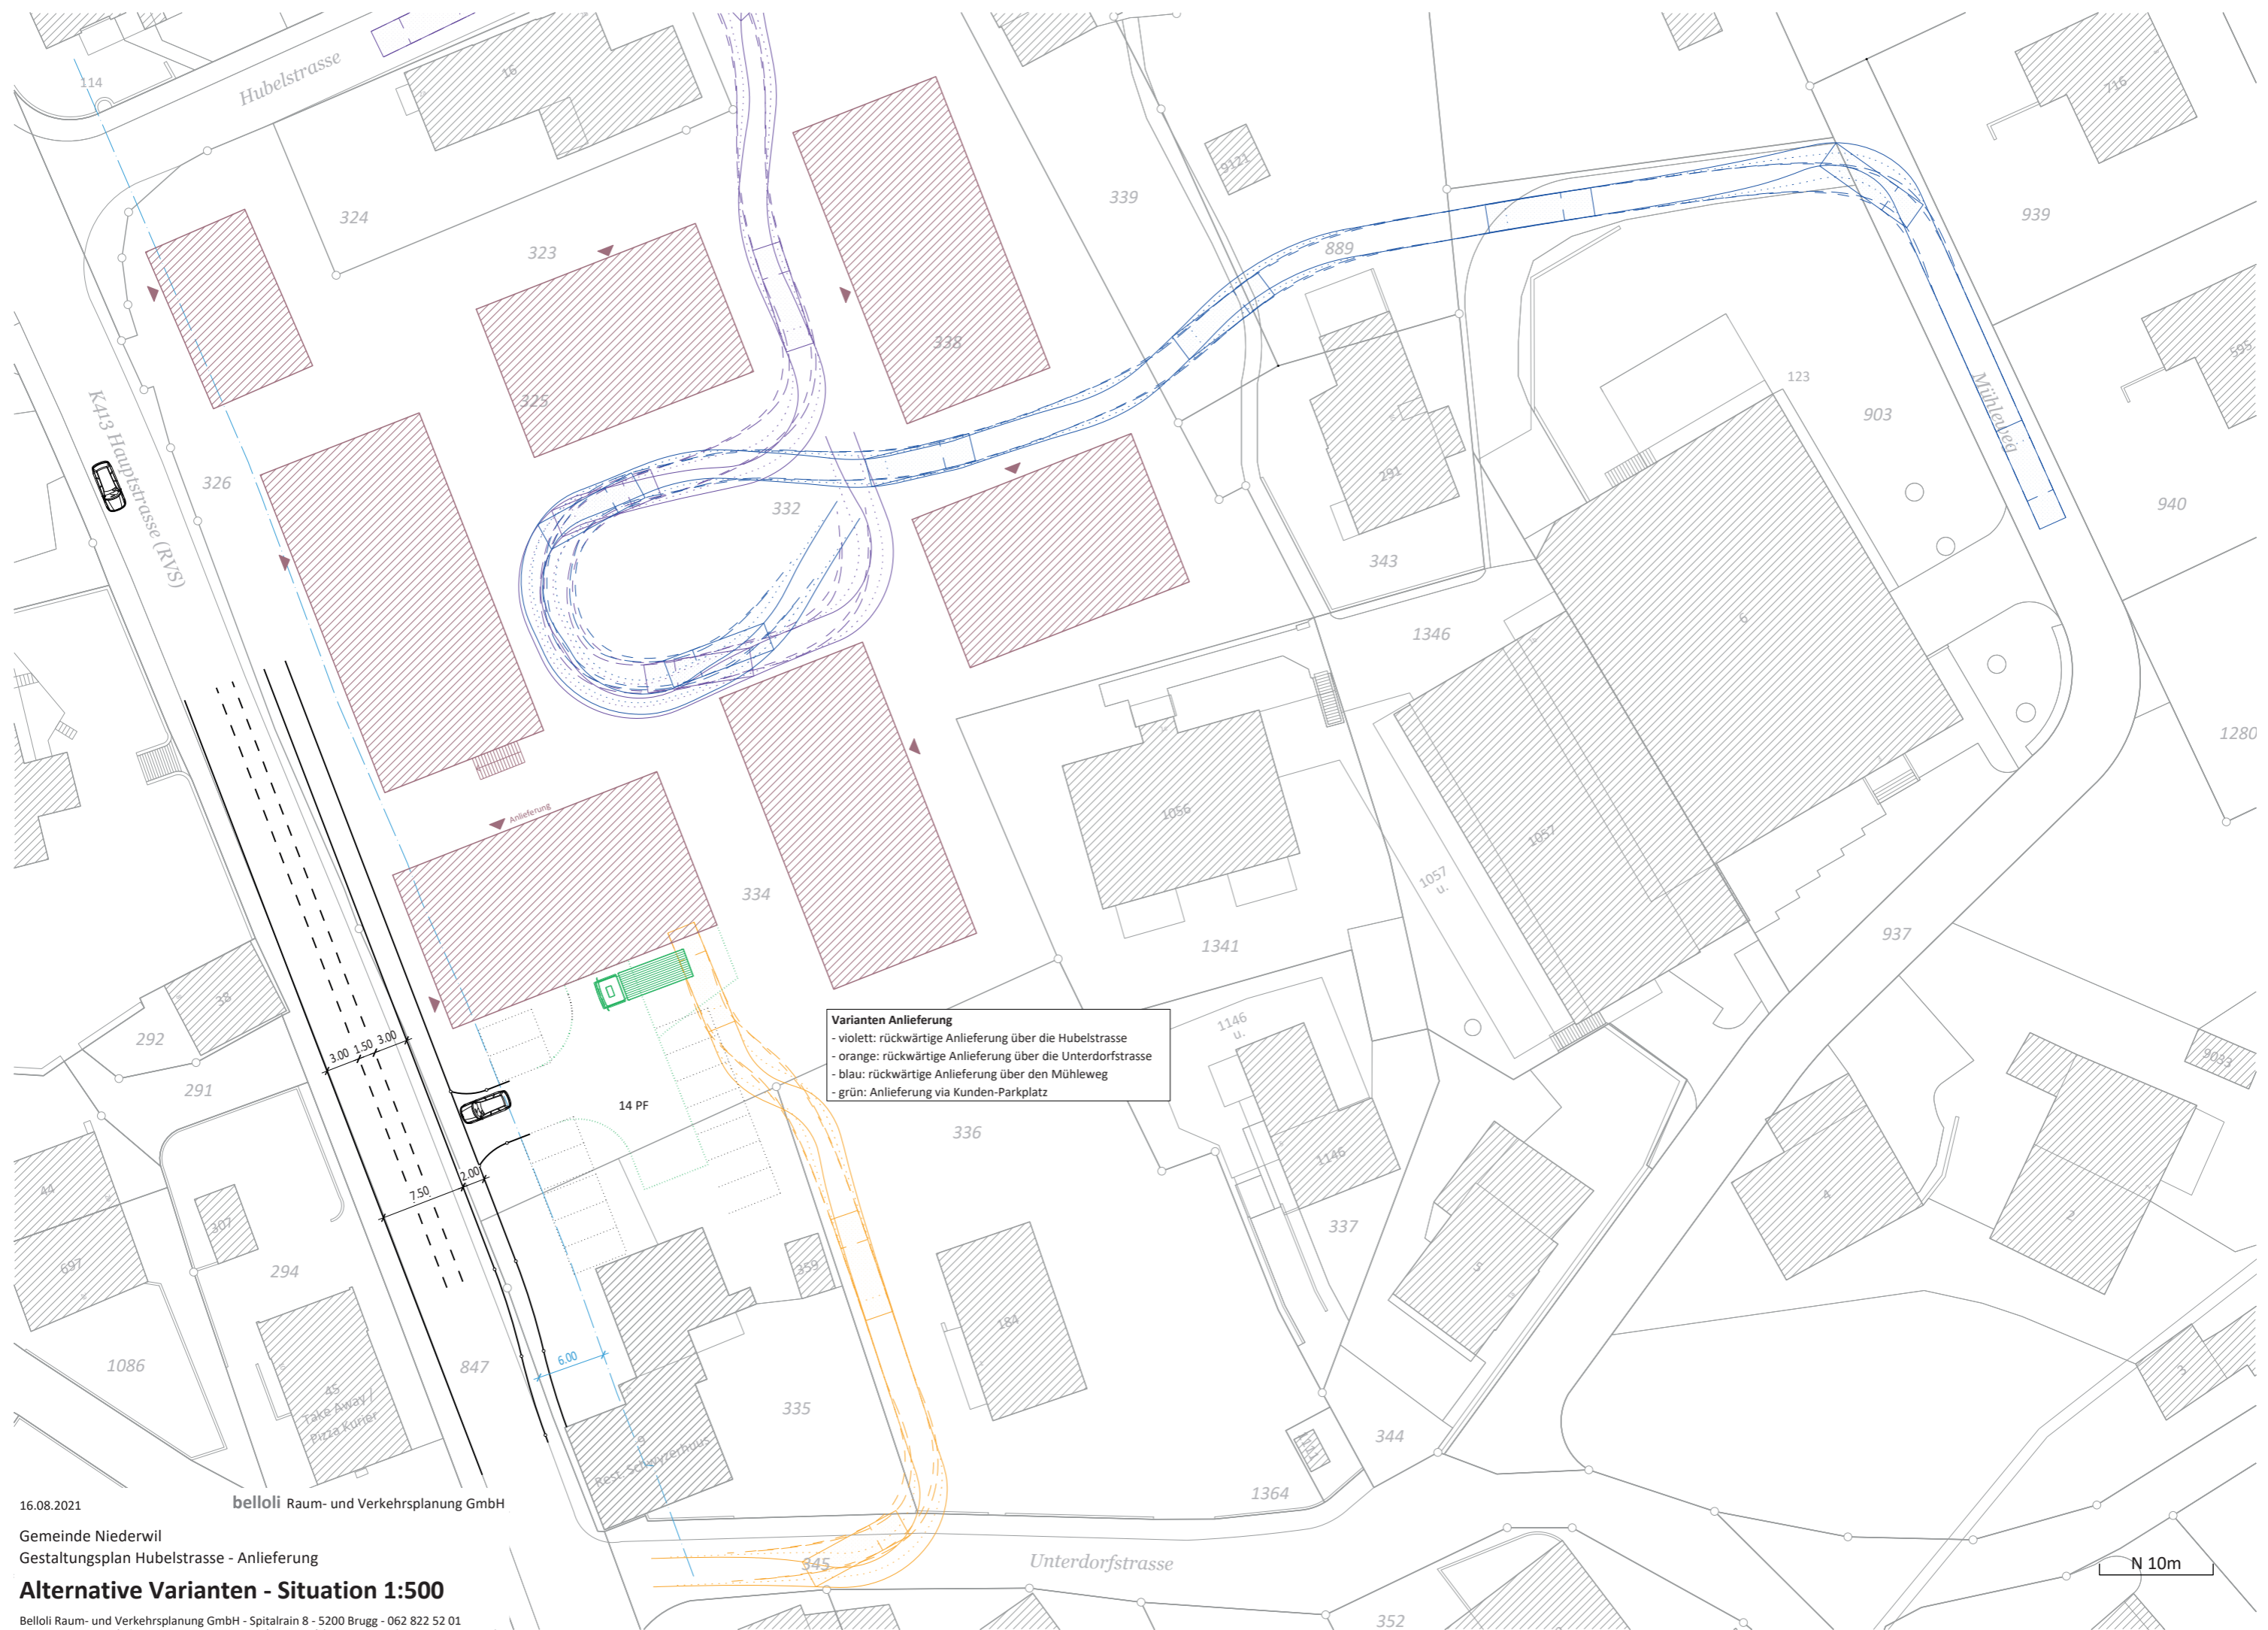 114
Hubelstrasse
16
716
9121
324
323
339
889
939
338
595
325
123
903
Mühleweg
K413 Hauptstrasse (RVS)
326
291
332
940
343
6
1346
1280
Anlieferung
1056
1057
1057
u.
334
937
1341
38
292
3.00
1.50
3.00
291
Varianten Anlieferung
- violett: rückwärtige Anlieferung über die Hubelstrasse
- orange: rückwärtige Anlieferung über die Unterdorfstrasse
- blau: rückwärtige Anlieferung über den Mühleweg
- grün: Anlieferung via Kunden-Parkplatz
1146
u.
9033
14 PF
336
1146
44
7.50
2.00
307
337
4
2
697
294
359
5
184
1086
847
6.00
3
45
Take Away /
Pizza Kurier
335
9
Rest. Schwyzerhuus
344
1364
345
Unterdorfstrasse
352
N 10m
16.08.2021
belloli Raum- und Verkehrsplanung GmbH
Gemeinde Niederwil
Gestaltungsplan Hubelstrasse - Anlieferung
Alternative Varianten - Situation 1:500
Belloli Raum- und Verkehrsplanung GmbH - Spitalrain 8 - 5200 Brugg - 062 822 52 01